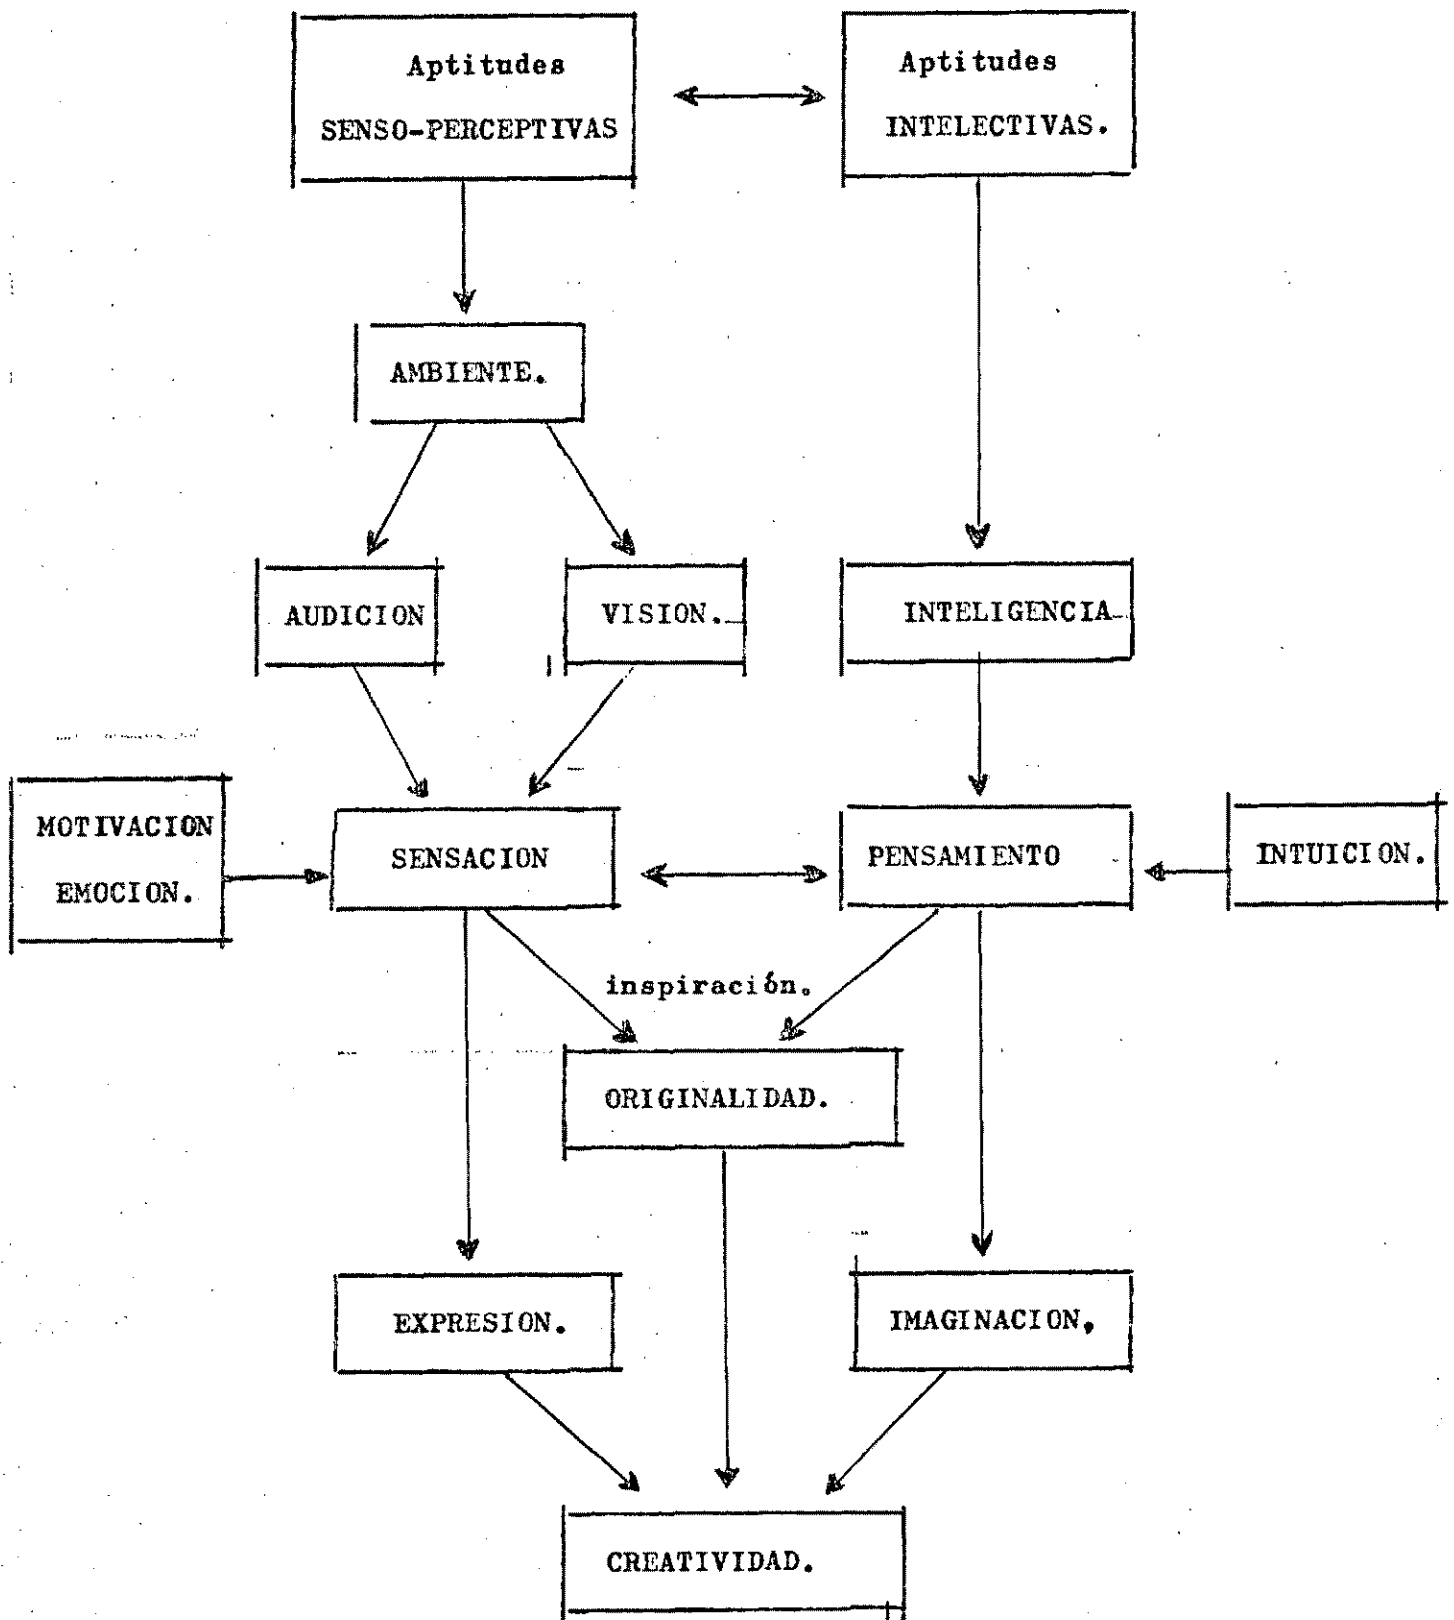 Aptitudes
SENSO-PERCEPTIVAS
Aptitudes
INTELECTIVAS.
AMBIENTE.
AUDICION
VISION.
INTELIGENCIA
MOTIVACION
EMOCION.
SENSACION
PENSAMIENTO
INTUICION.
inspiración.
ORIGINALIDAD.
EXPRESION.
IMAGINACION,
CREATIVIDAD.